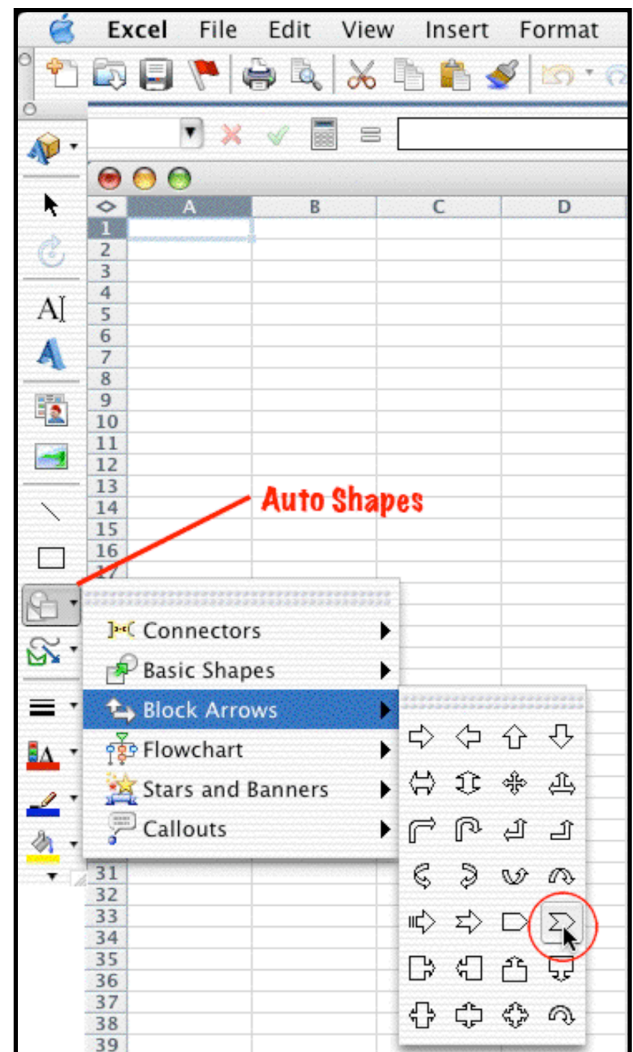 Excel File Edit View Insert Format
A B C D
1
2
3
4
5
6
7
8
9
10
11
12
13
14
Auto Shapes
15
16
17
Connectors
Basic Shapes
Block Arrows
Flowchart
Stars and Banners
Callouts
31
32
33
34
35
36
37
38
39